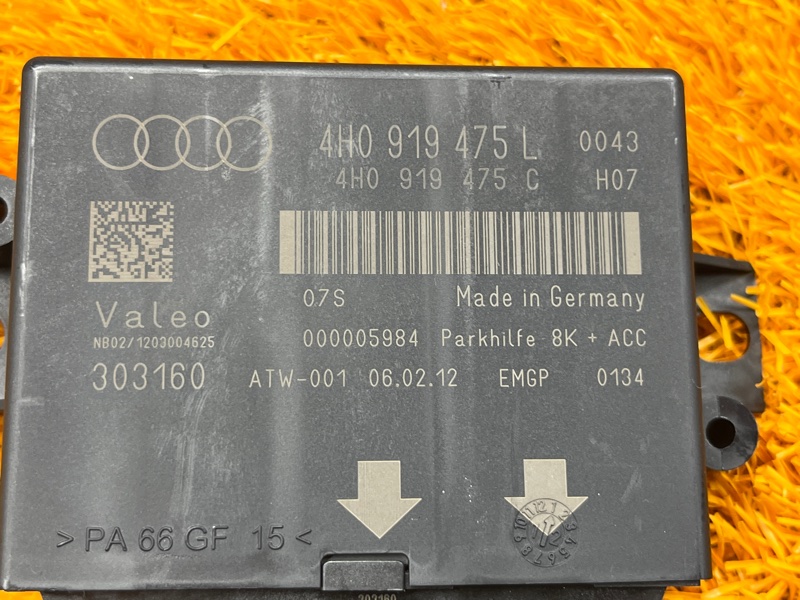 4H0 919 475 L 0043
4H0 919 475 C H07
07S Made in Germany
Valeo
NB02/1203004625
000005984 Parkhilfe 8K + ACC
303160 ATW-001 06.02.12 EMGP 0134
>PA 66 GF 15<
303160